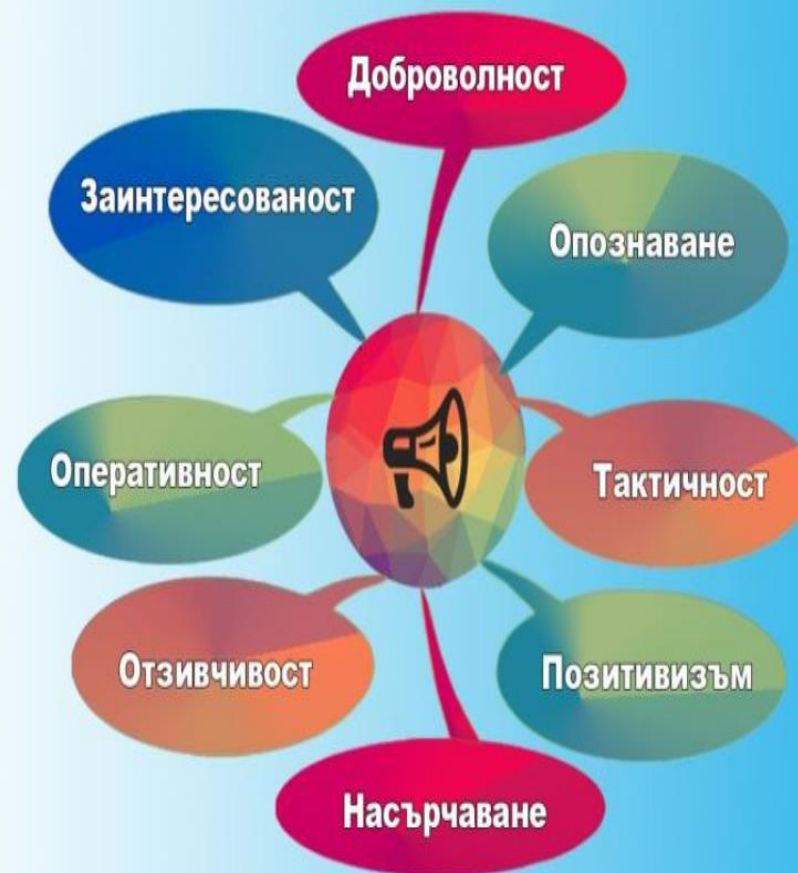 Доброволност
Заинтересованост
Опознаване
Оперативност
Тактичност
Отзивчивост
Позитивизъм
Насърчаване